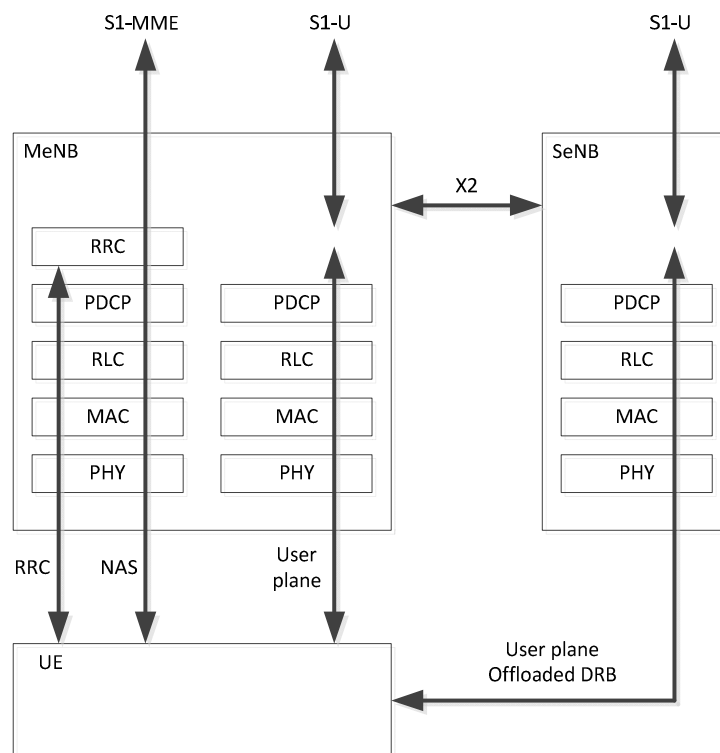 S1-MME
S1-U
S1-U
MeNB
SeNB
X2
RRC
PDCP
PDCP
PDCP
RLC
RLC
RLC
MAC
MAC
MAC
PHY
PHY
PHY
RRC
NAS
User
plane
UE
User plane
Offloaded DRB